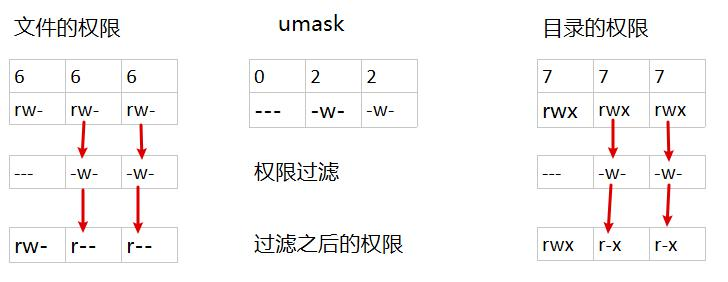 文件的权限 umask 目录的权限
6 6 6 0 2 2 7 7 7
rw- rw- rw- --- -w- -w- rwx rwx rwx
--- -w- -w- 权限过滤 --- -w- -w-
rw- r-- r-- 过滤之后的权限 rwx r-x r-x